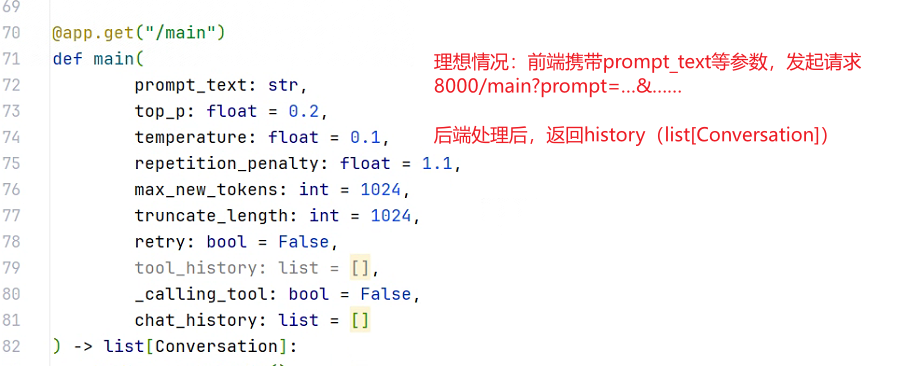 69
70 @app.get("/main")
71 def main(
72 prompt_text: str,
73 top_p: float = 0.2,
74 temperature: float = 0.1,
75 repetition_penalty: float = 1.1,
76 max_new_tokens: int = 1024,
77 truncate_length: int = 1024,
78 retry: bool = False,
79 tool_history: list = [],
80 _calling_tool: bool = False,
81 chat_history: list = []
82 ) -> list[Conversation]:
理想情况：前端携带prompt_text等参数，发起请求
8000/main?prompt=...&......
后端处理后，返回history（list[Conversation]）